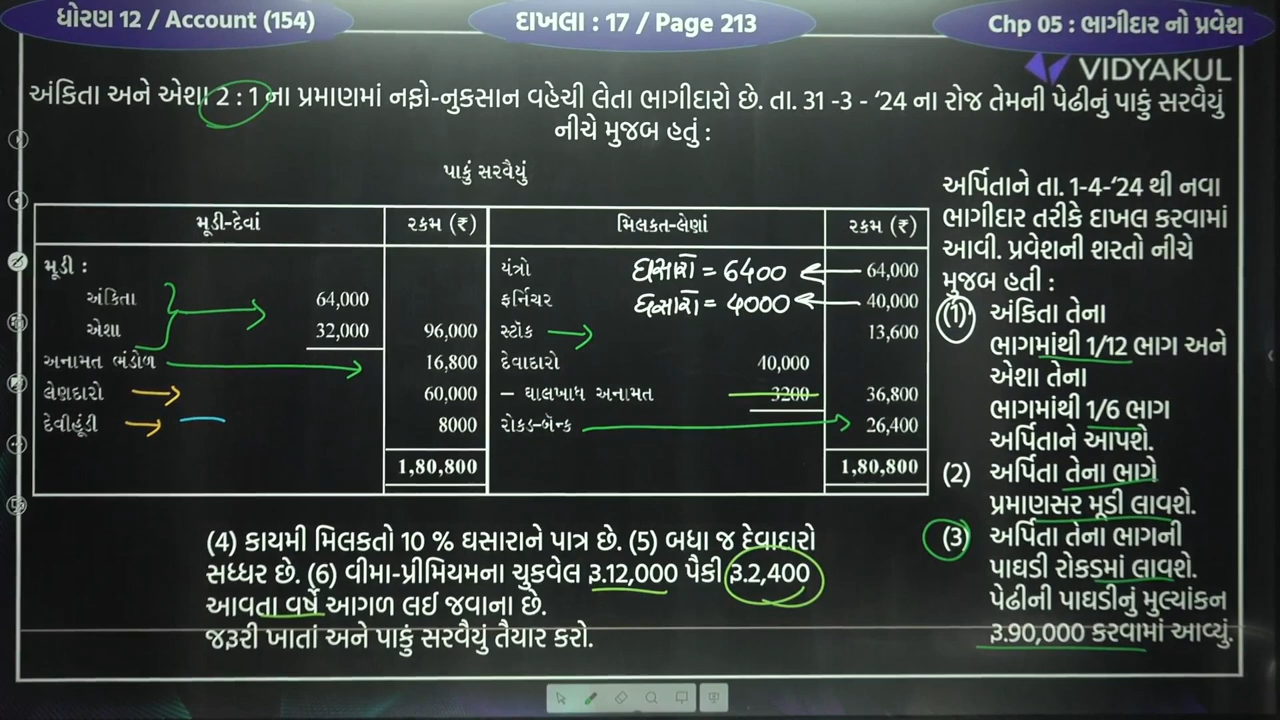 ધોરણ 12 / Account (154)
દાખલા : 17 / Page 213
Chp 05 : ભાગીદાર નો પ્રવેશ
VIDYAKUL
અંકિતા અને એશા 2 : 1 ના પ્રમાણમાં નફો-નુકસાન વહેચી લેતા ભાગીદારો છે. તા. 31 -3 - ‘24 ના રોજ તેમની પેઢીનું પાકું સરવૈયું
નીચે મુજબ હતું :
પાકું સરવૈયું
મૂડી-દેવાં રકમ (₹) મિલકત-લેણાં રકમ (₹)
મૂડી : યંત્રો ઘસારો = 6400 64,000
અંકિતા 64,000 ફર્નિચર ઘસારો = 4000 40,000
એશા 32,000 96,000 સ્ટૉક 13,600
અનામત ભંડોળ 16,800 દેવાદારો 40,000
લેણદારો 60,000 – ઘાલખાધ અનામત 3200 36,800
દેવીહૂંડી 8000 રોકડ-બૅન્ક 26,400
1,80,800 1,80,800
અર્પિતાને તા. 1-4-‘24 થી નવા
ભાગીદાર તરીકે દાખલ કરવામાં
આવી. પ્રવેશની શરતો નીચે
મુજબ હતી :
(1) અંકિતા તેના
ભાગમાંથી 1/12 ભાગ અને
એશા તેના
ભાગમાંથી 1/6 ભાગ
અર્પિતાને આપશે.
(2) અર્પિતા તેના ભાગે
પ્રમાણસર મૂડી લાવશે.
(3) અર્પિતા તેના ભાગની
પાઘડી રોકડમાં લાવશે.
પેઢીની પાઘડીનું મુલ્યાંકન
રૂ.90,000 કરવામાં આવ્યું.
(4) કાયમી મિલકતો 10 % ઘસારાને પાત્ર છે. (5) બધા જ દેવાદારો
સધ્ધર છે. (6) વીમા-પ્રીમિયમના ચુકવેલ રૂ.12,000 પૈકી રૂ.2,400
આવતા વર્ષે આગળ લઈ જવાના છે.
જરૂરી ખાતાં અને પાકું સરવૈયું તૈયાર કરો.